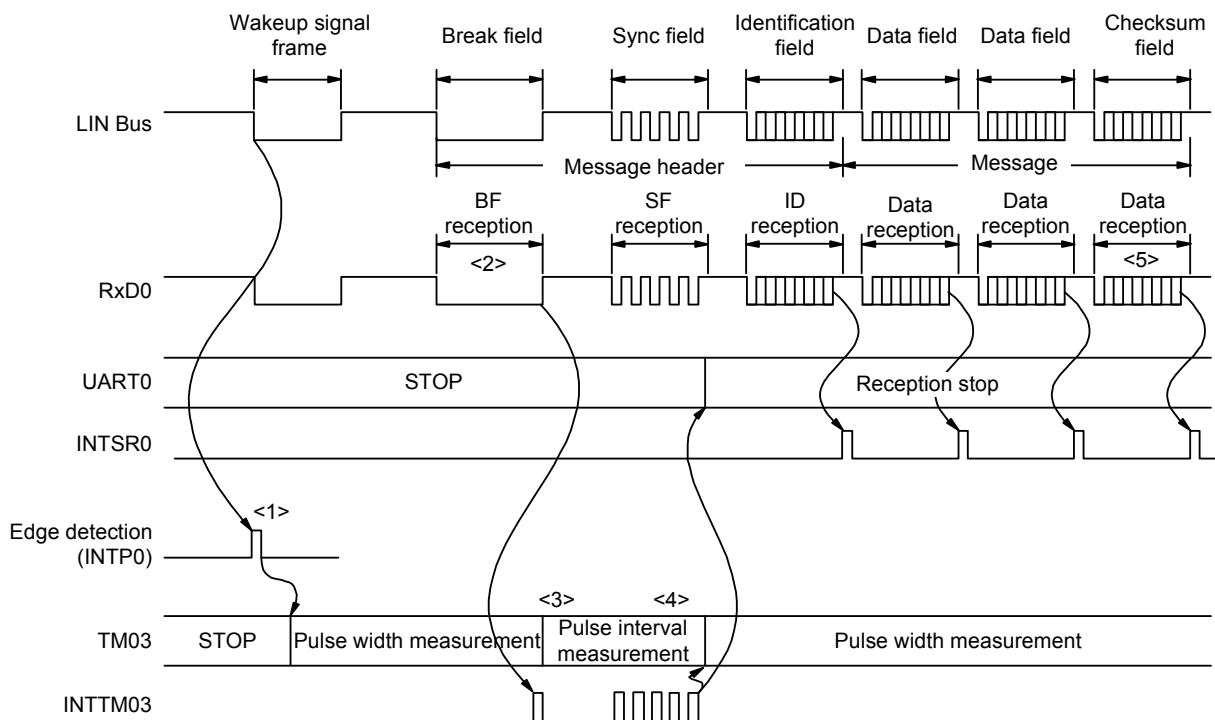 Wakeup signal
frame
Break field
Sync field
Identification
field
Data field
Data field
Checksum
field
LIN Bus
Message header
Message
BF
reception
SF
reception
ID
reception
Data
reception
Data
reception
Data
reception
<2>
<5>
RxD0
UART0
STOP
Reception stop
INTSR0
<1>
Edge detection
(INTP0)
<3>
<4>
TM03
STOP
Pulse width measurement
Pulse interval
measurement
Pulse width measurement
INTTM03